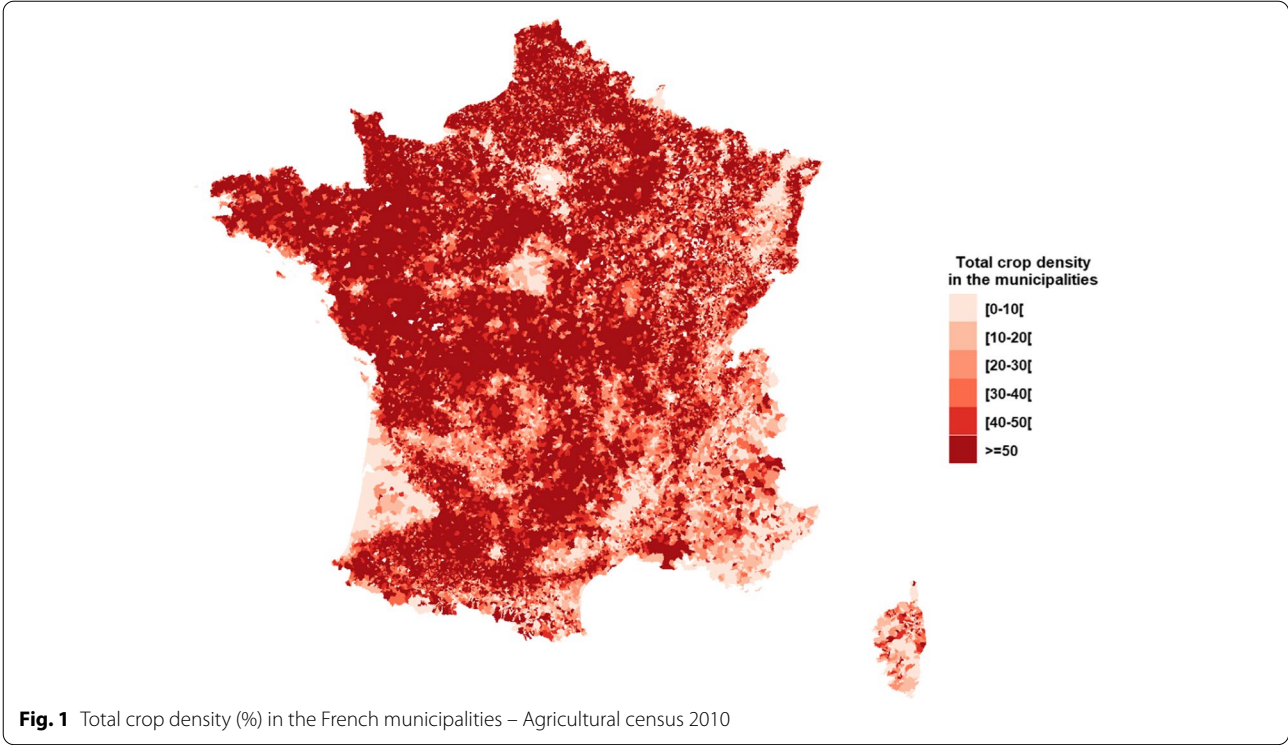 Total crop density
in the municipalities
[0-10[
[10-20[
[20-30[
[30-40[
[40-50[
>=50
Fig. 1 Total crop density (%) in the French municipalities – Agricultural census 2010